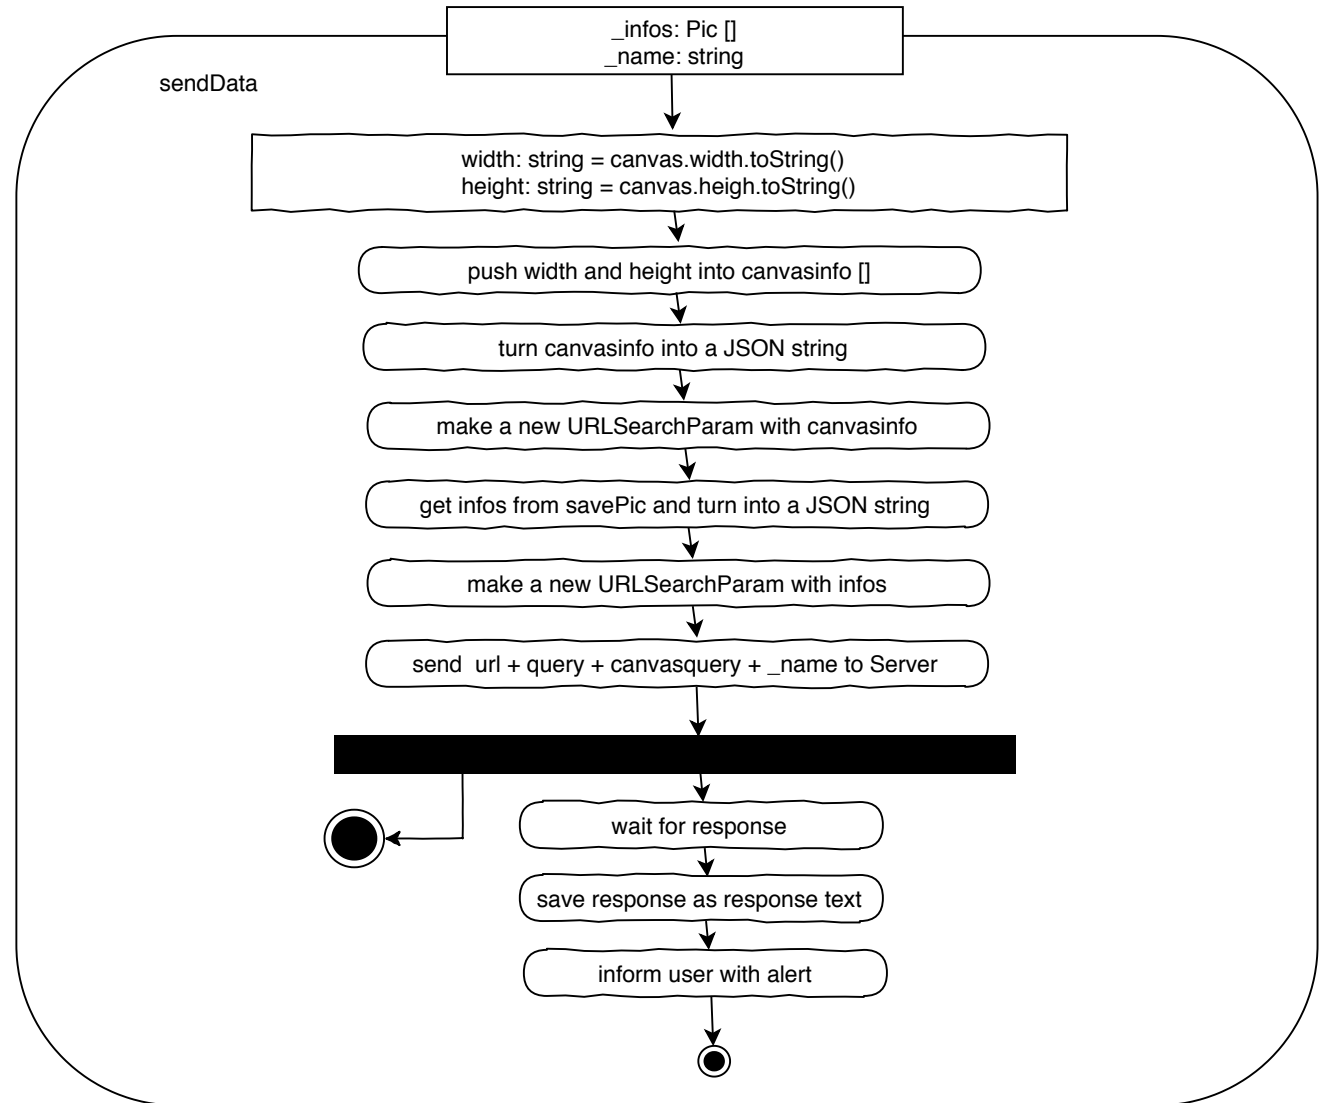 _infos: Pic []
_name: string
sendData
width: string = canvas.width.toString()
height: string = canvas.heigh.toString()
push width and height into canvasinfo []
turn canvasinfo into a JSON string
make a new URLSearchParam with canvasinfo
get infos from savePic and turn into a JSON string
make a new URLSearchParam with infos
send  url + query + canvasquery + _name to Server
wait for response
save response as response text
inform user with alert